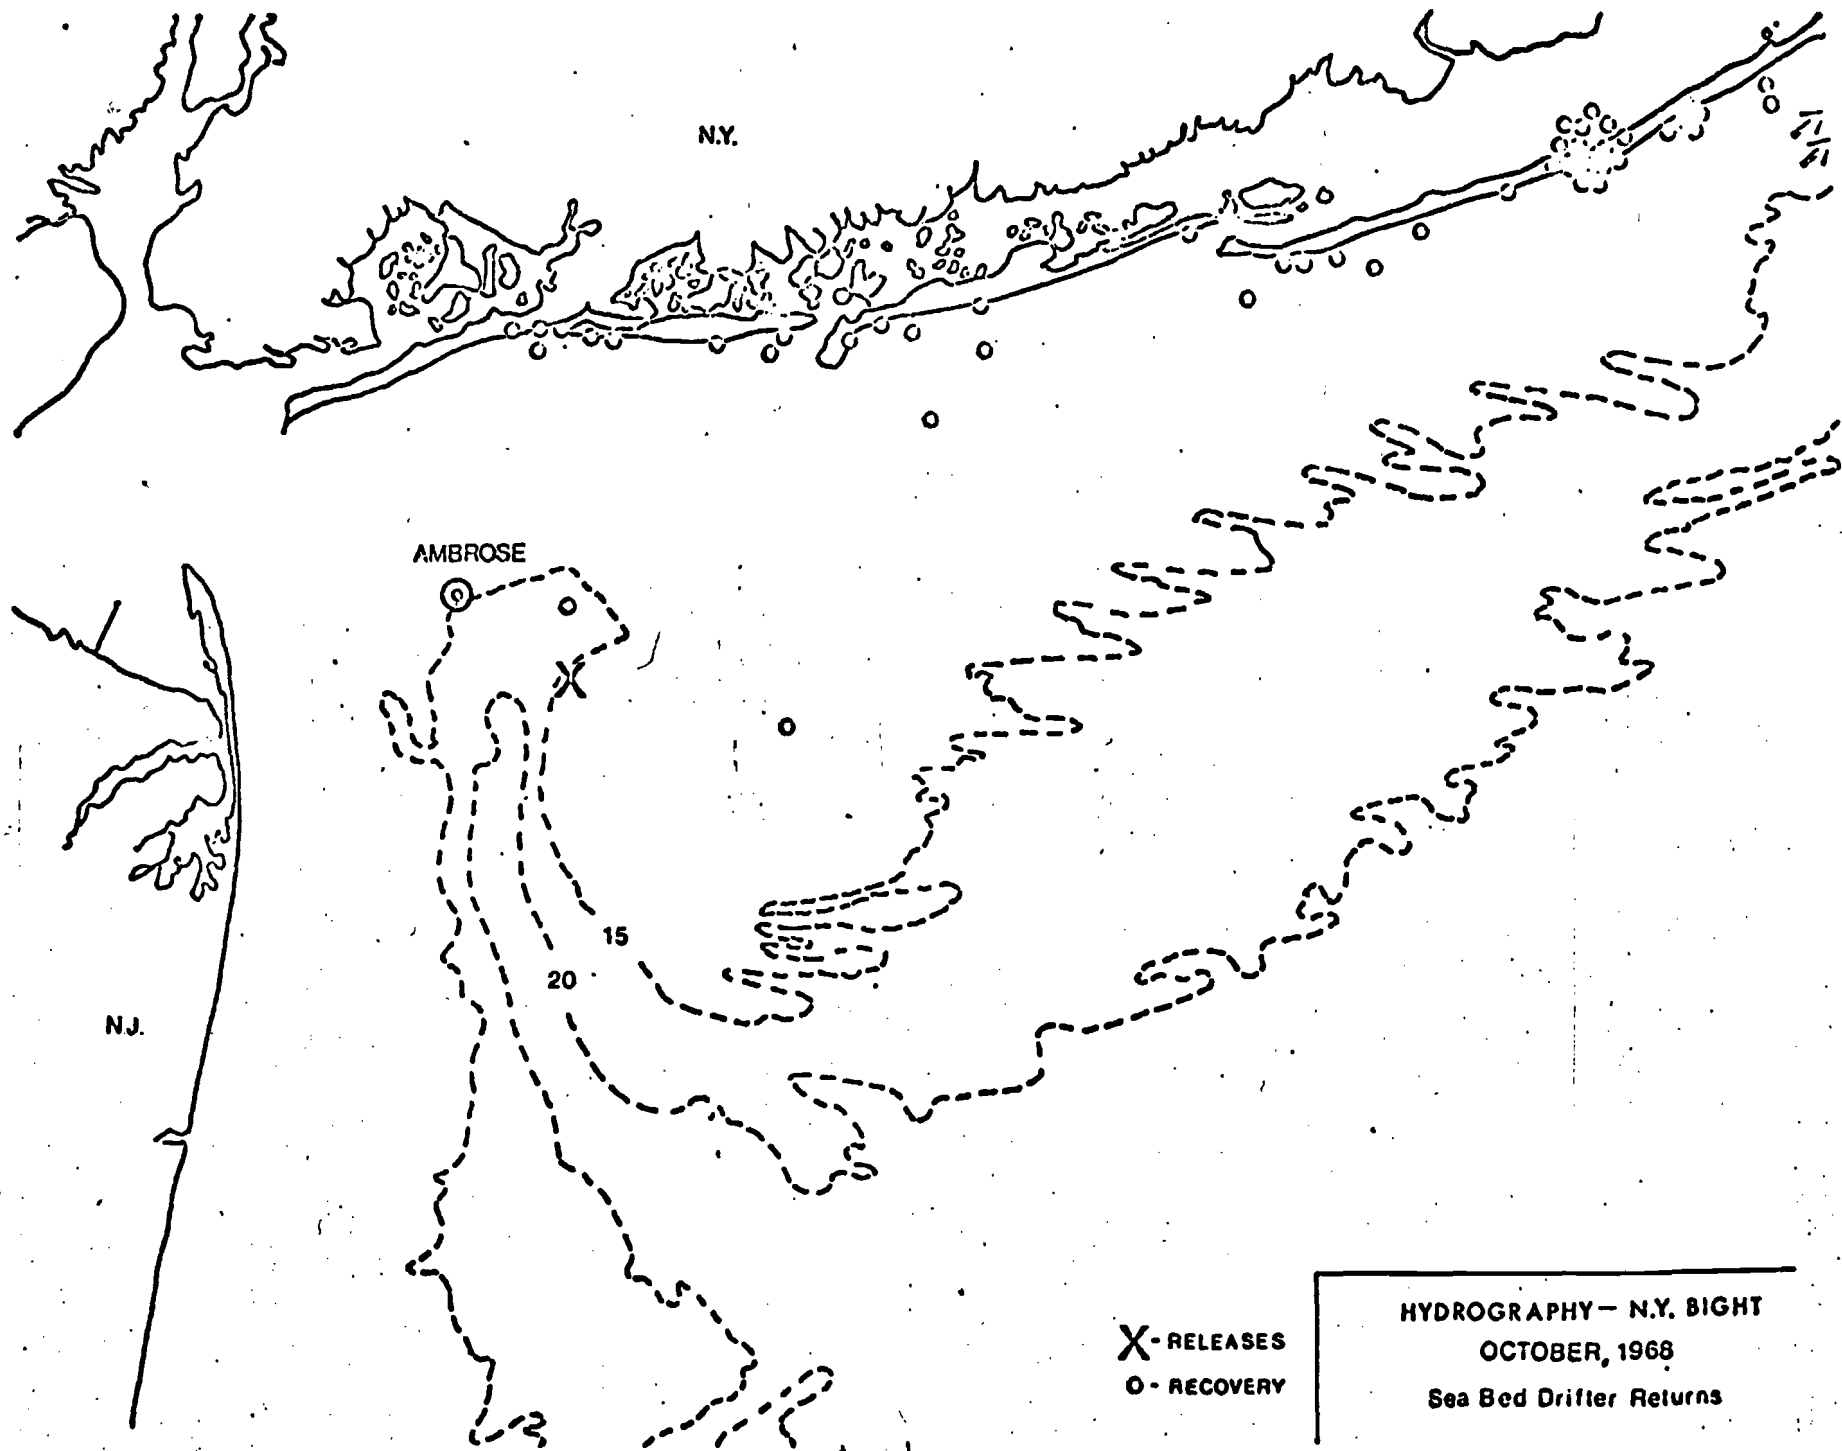 N.Y.
AMBROSE
15
20
N.J.
X - RELEASES
O - RECOVERY
HYDROGRAPHY - N.Y. BIGHT
OCTOBER, 1968
Sea Bed Drifter Returns